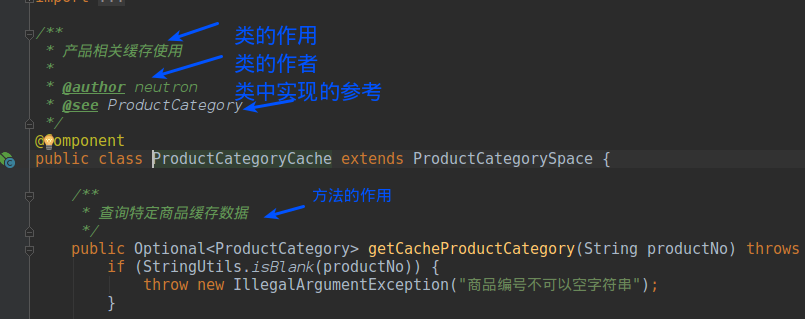 import ...
/**
* 产品相关缓存使用
类的作用
*
类的作者
* @author neutron
类中实现的参考
* @see ProductCategory
*/
@Component
public class ProductCategoryCache extends ProductCategorySpace {
/**
方法的作用
* 查询特定商品缓存数据
*/
public Optional<ProductCategory> getCacheProductCategory(String productNo) throws
if (StringUtils.isBlank(productNo)) {
throw new IllegalArgumentException("商品编号不可以空字符串");
}